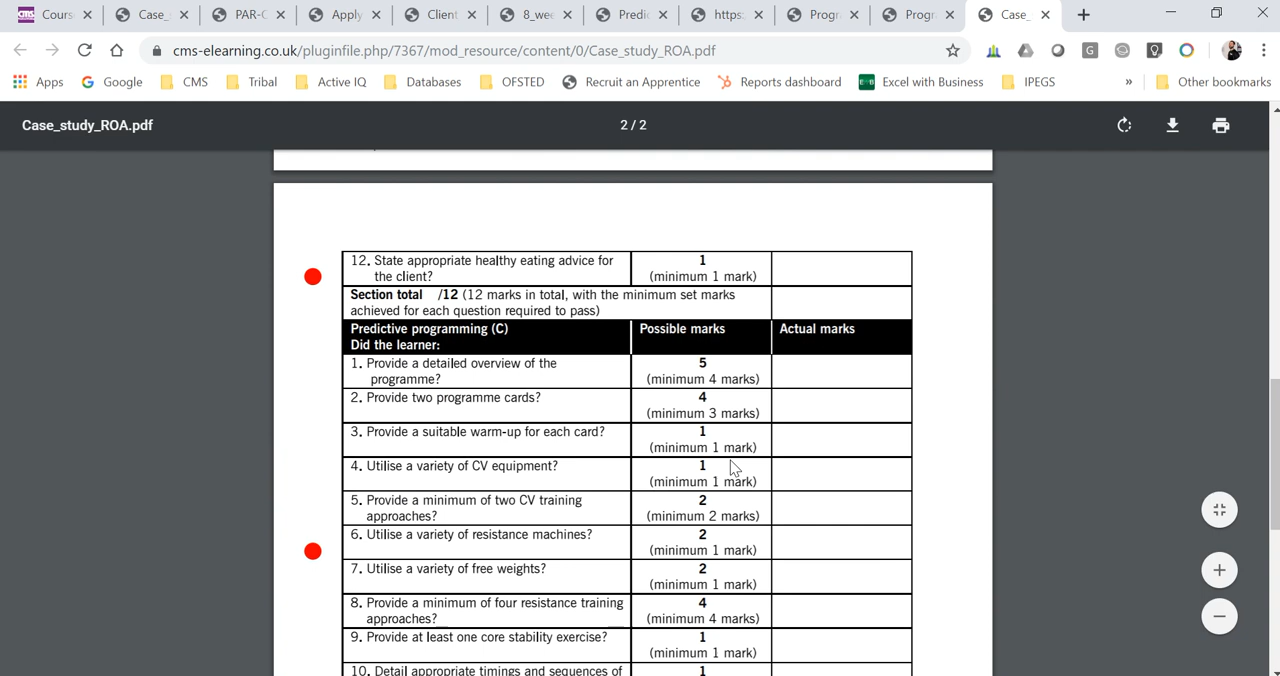 Cours
Case_
PAR-C
Apply
Client
8_wee
Predic
https:
Progra
Progr
Case_
cms-elearning.co.uk/pluginfile.php/7367/mod_resource/content/0/Case_study_ROA.pdf
G
Apps
Google
CMS
Tribal
Active IQ
Databases
OFSTED
Recruit an Apprentice
Reports dashboard
Excel with Business
IPEGS
»
Other bookmarks
Case_study_ROA.pdf
2 / 2
12. State appropriate healthy eating advice for
the client?
1
(minimum 1 mark)
Section total /12 (12 marks in total, with the minimum set marks
achieved for each question required to pass)
Predictive programming (C)
Did the learner:
Possible marks
Actual marks
1. Provide a detailed overview of the
programme?
5
(minimum 4 marks)
2. Provide two programme cards?
4
(minimum 3 marks)
3. Provide a suitable warm-up for each card?
1
(minimum 1 mark)
4. Utilise a variety of CV equipment?
1
(minimum 1 mark)
5. Provide a minimum of two CV training
approaches?
2
(minimum 2 marks)
6. Utilise a variety of resistance machines?
2
(minimum 1 mark)
7. Utilise a variety of free weights?
2
(minimum 1 mark)
8. Provide a minimum of four resistance training
approaches?
4
(minimum 4 marks)
9. Provide at least one core stability exercise?
1
(minimum 1 mark)
10. Detail appropriate timings and sequences of
1